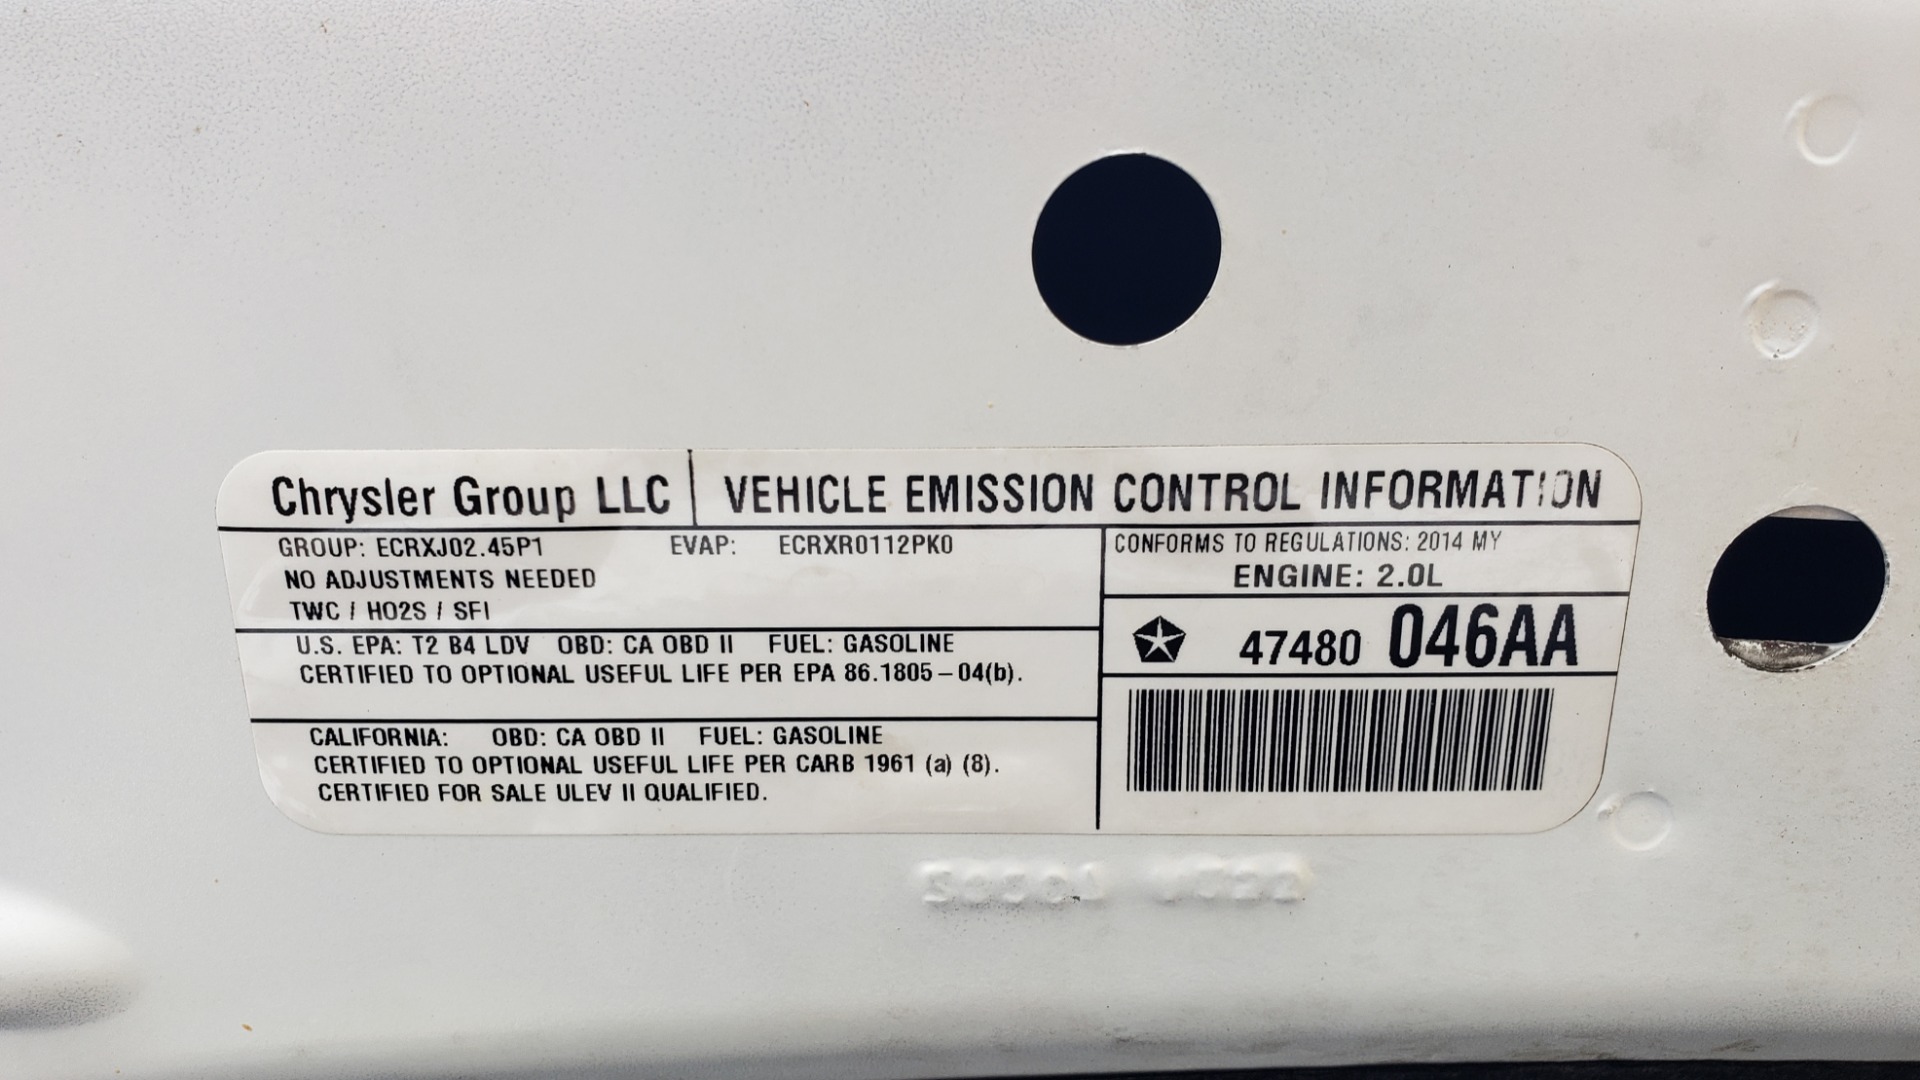 Chrysler Group LLC VEHICLE EMISSION CONTROL INFORMATION
GROUP: ECRXJ02.45P1 EVAP: ECRXR0112PK0
NO ADJUSTMENTS NEEDED
TWC / HO2S / SFI
U.S. EPA: T2 B4 LDV OBD: CA OBD II FUEL: GASOLINE
CERTIFIED TO OPTIONAL USEFUL LIFE PER EPA 86.1805-04(b).
CALIFORNIA: OBD: CA OBD II FUEL: GASOLINE
CERTIFIED TO OPTIONAL USEFUL LIFE PER CARB 1961 (a) (8).
CERTIFIED FOR SALE ULEV II QUALIFIED.
CONFORMS TO REGULATIONS: 2014 MY
ENGINE: 2.0L
47480 046AA